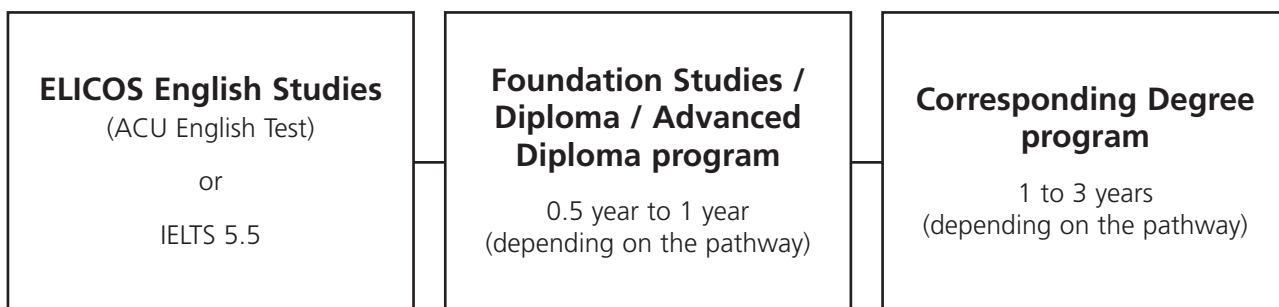 ELICOS English Studies
(ACU English Test)
or
IELTS 5.5
Foundation Studies /
Diploma / Advanced
Diploma program
0.5 year to 1 year
(depending on the pathway)
Corresponding Degree
program
1 to 3 years
(depending on the pathway)